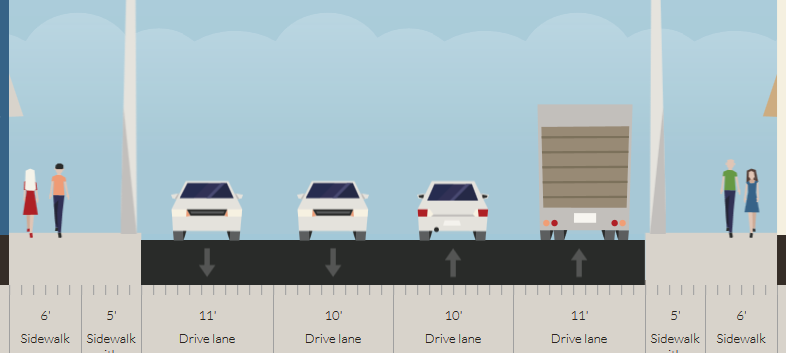 6' 5' 11' 10' 10' 11' 5' 6'
Sidewalk Sidewalk Drive lane Drive lane Drive lane Drive lane Sidewalk Sidewalk